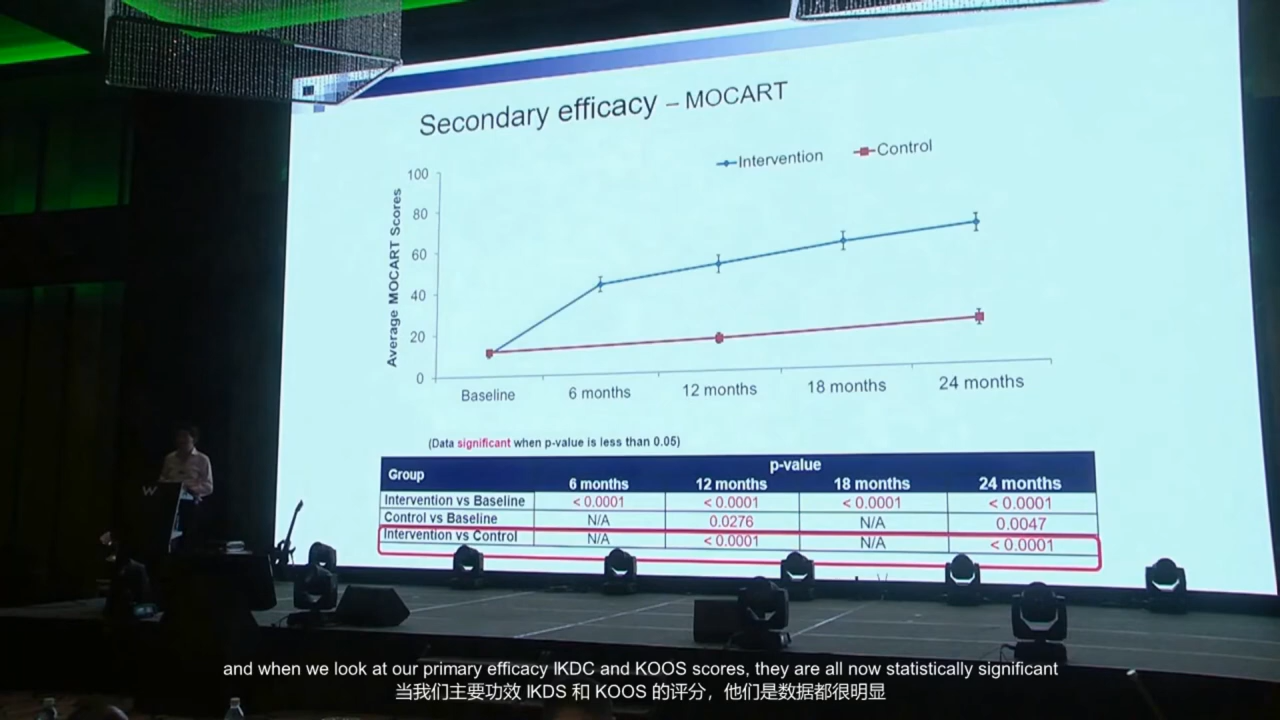 Secondary efficacy – MOCART
Intervention Control
Average MOCART Scores
100
80
60
40
20
0
Baseline 6 months 12 months 18 months 24 months
(Data significant when p-value is less than 0.05)
Group p-value
6 months 12 months 18 months 24 months
Intervention vs Baseline < 0.0001 < 0.0001 < 0.0001 < 0.0001
Control vs Baseline N/A 0.0276 N/A 0.0047
Intervention vs Control N/A < 0.0001 N/A < 0.0001
W
and when we look at our primary efficacy IKDC and KOOS scores, they are all now statistically significant
当我们主要功效 IKDS 和 KOOS 的评分，他们是数据都很明显